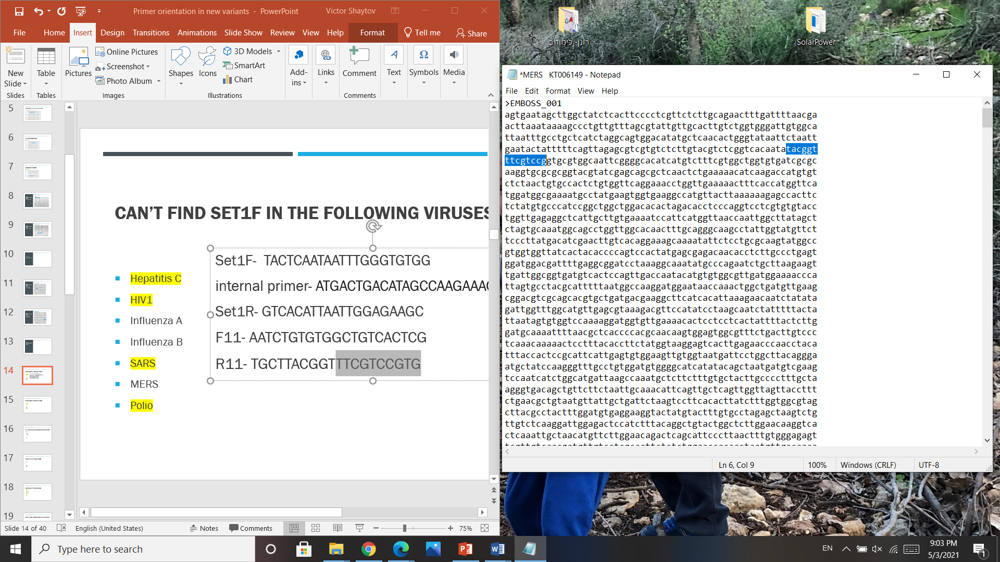 Primer orientation in new variants - PowerPoint
Victor Shaytov
File Home Insert Design Transitions Animations Slide Show Review View Help Format Tell me Share
New Slide
Table
Pictures
Online Pictures
Screenshot
Photo Album
Shapes
Icons
3D Models
SmartArt
Chart
Add-ins
Links
Comment
Text
Symbols
Media
Slides Tables Images Illustrations Comments
5
6
7
8
9
10
11
12
13
14
15
16
17
18
19
CAN'T FIND SET1F IN THE FOLLOWING VIRUSES
Hepatitis C
HIV1
Influenza A
Influenza B
SARS
MERS
Polio
Set1F- TACTCAATAATTTGGGTGTGG
internal primer- ATGACTGACATAGCCAAGAAAC
Set1R- GTCACATTAATTGGAGAAGC
F11- AATCTGTGTGGCTGTCACTCG
R11- TGCTTACGGTTTCGTCCGTG
Slide 14 of 40 English (United States) Notes Comments 75%
רונן- לימודים
SolarPower
*MERS KT006149 - Notepad
File Edit Format View Help
>EMBOSS_001
agtgaatagcttggctatctcacttcccctcgttctcttgcagaactttgattttaacga
acttaaataaaagccctgttgtttagcgtattgttgcacttgtctggtgggattgtggca
ttaatttgcctgctcatctaggcagtggacatatgctcaacactgggtataattctaatt
gaatactatttttcagttagagcgtcgtgtctcttgtacgtctcggtcacaatatacggt
ttcgtccggtgcgtggcaattcggggcacatcatgtctttcgtggctggtgtgatcgcgc
aaggtgcgcgcggtacgtatcgagcagcgctcaactctgaaaaacatcaagaccatgtgt
ctctaactgtgccactctgtggttcaggaaacctggttgaaaaactttcaccatggttca
tggatggcgaaaatgcctatgaagtggtgaaggccatgttacttaaaaaagagccacttc
tctatgtgcccatccggctggctggacacactagacacctcccaggtcctcgtgtgtacc
tggttgagaggctcattgcttgtgaaaatccattcatggttaaccaattggcttatagct
ctagtgcaaatggcagcctggttggcacaactttgcagggcaagcctattggtatgttct
tcccttatgacatcgaacttgtcacaggaaagcaaaatattctcctgcgcaagtatggcc
gtggtggttatcactacaccccagtccactatgagcgagacaacacctcttgccctgagt
ggatggacgattttgaggcggatcctaaaggcaaatatgcccagaatctgcttaagaagt
tgattggcggtgatgtcactccagttgaccaatacatgtgtggcgttgatggaaaaccca
ttagtgcctacgcatttttaatggccaaggatggaataaccaaactggctgatgttgaag
cggacgtcgcagcacgtgctgatgacgaaggcttcatcacattaaagaacaatctatata
gattggtttggcatgttgagcgtaaagacgttccatatcctaagcaatctatttttacta
ttaatagtgtggtccaaaaggatggtgttgaaaacactcctcctcactattttactcttg
gatgcaaaattttaacgctcaccccacgcaacaagtggagtggcgtttctgacttgtccc
tcaaacaaaaactcctttacaccttctatggtaaggagtcacttgagaacccaacctaca
tttaccactccgcattcattgagtgtggaagttgtggtaatgattcctggcttacaggga
atgctatccaagggtttgcctgtggatgtggggcatcatatacagctaatgatgtcgaag
tccaatcatctggcatgattaagccaaatgctcttctttgtgctacttgcccctttgcta
agggtgacagctgttcttctaattgcaaacattcagttgctcagttggttagttaccttt
ctgaacgctgtaatgttattgctgattctaagtccttcacacttatctttggtggcgtag
cttacgcctactttggatgtgaggaaggtactatgtactttgtgcctagagctaagtctg
ttgtctcaaggattggagactccatctttacaggctgtactggctctttggaacaaggtca
ctcaaattgctaacatgttcttggaacagactcagcattcccttaactttgtgggagagt
Ln 6, Col 9 100% Windows (CRLF) UTF-8
Type here to search
EN
9:03 PM
5/3/2021
1